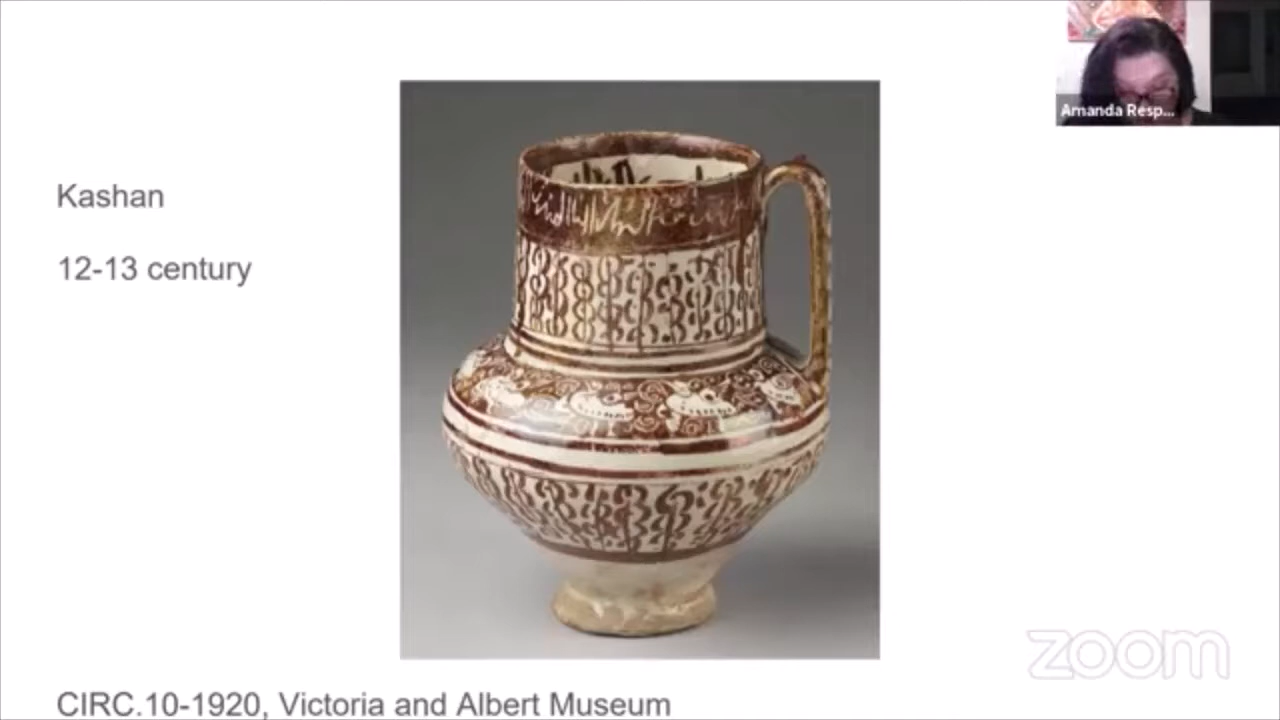 Amanda Resp...
Kashan
12-13 century
CIRC.10-1920, Victoria and Albert Museum
zoom